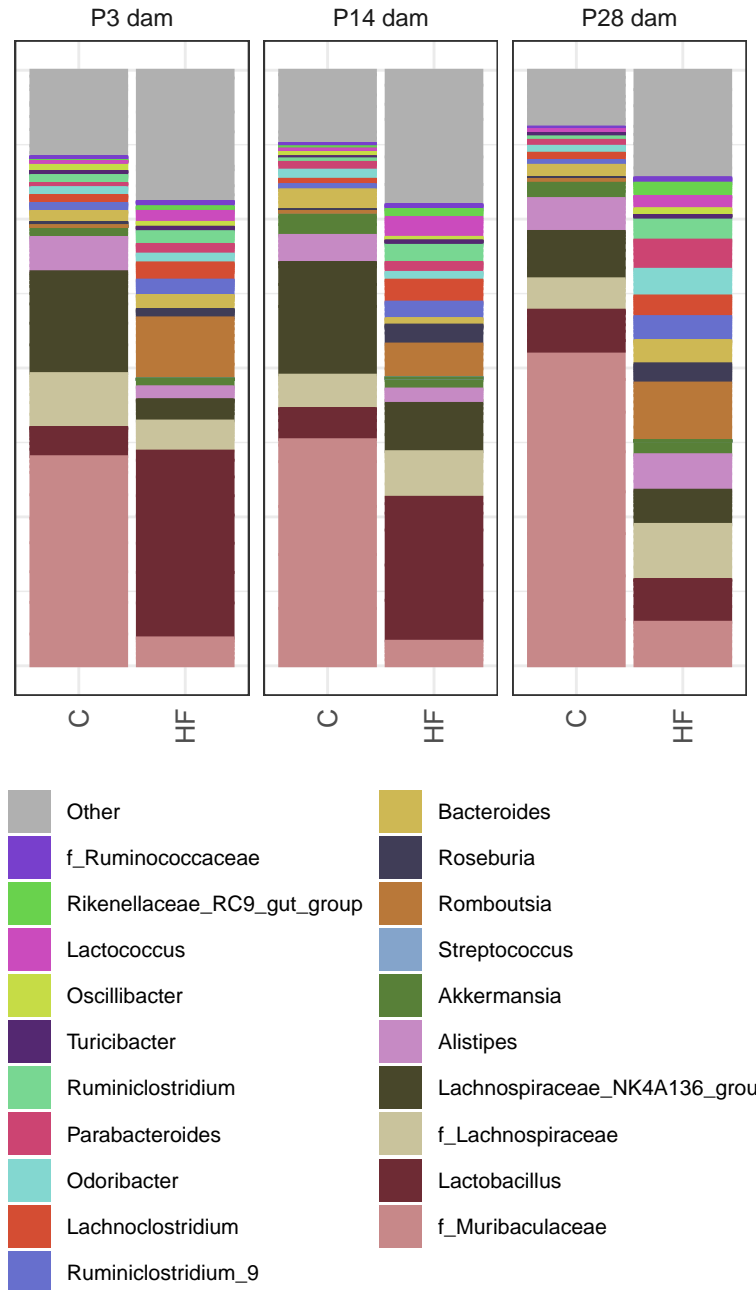 P3 dam P14 dam P28 dam
C HF C HF C HF
Other
f_Ruminococcaceae
Rikenellaceae_RC9_gut_group
Lactococcus
Oscillibacter
Turicibacter
Ruminiclostridium
Parabacteroides
Odoribacter
Lachnoclostridium
Ruminiclostridium_9
Bacteroides
Roseburia
Romboutsia
Streptococcus
Akkermansia
Alistipes
Lachnospiraceae_NK4A136_grou
f_Lachnospiraceae
Lactobacillus
f_Muribaculaceae